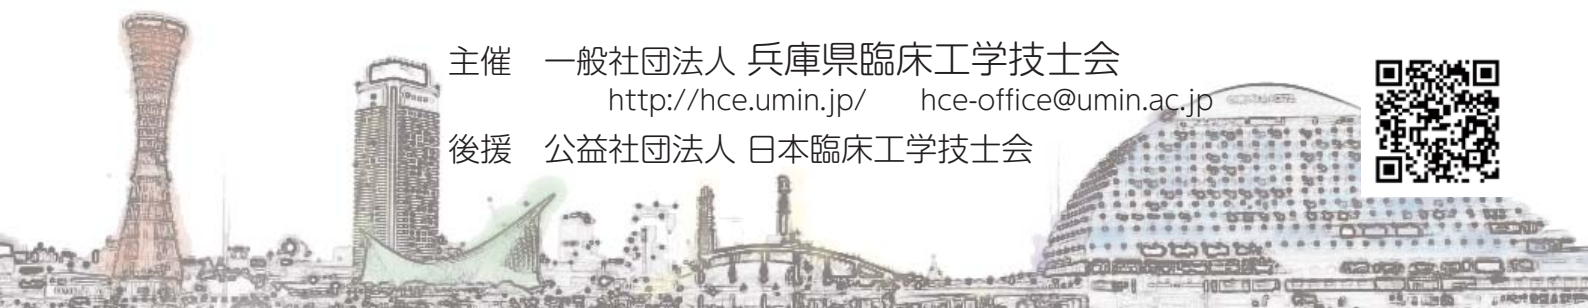 主催　一般社団法人 兵庫県臨床工学技士会
http://hce.umin.jp/　hce-office@umin.ac.jp
後援　公益社団法人 日本臨床工学技士会